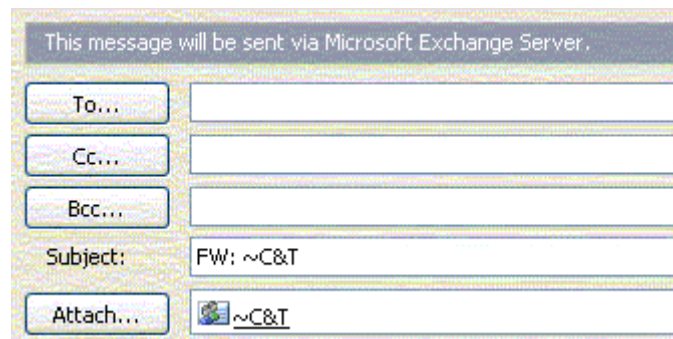 This message will be sent via Microsoft Exchange Server.
To...
Cc...
Bcc...
Subject: FW: ~C&T
Attach... ~C&T